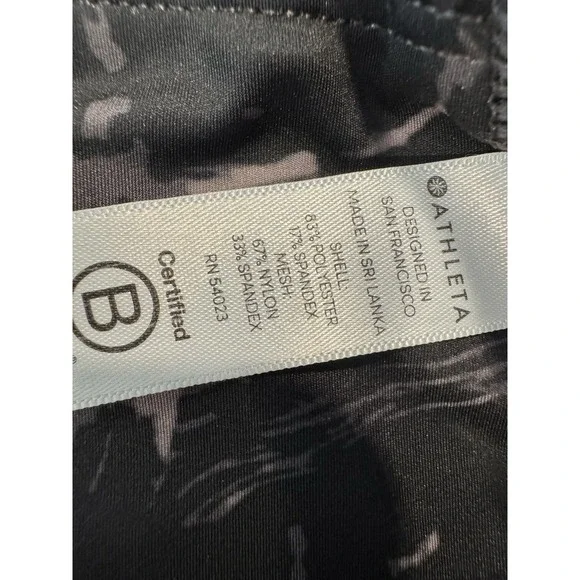 ATHLETA
DESIGNED IN
SAN FRANCISCO
MADE IN SRI LANKA
SHELL:
83% POLYESTER
17% SPANDEX
MESH:
67% NYLON
33% SPANDEX
RN 54023
Certified
B